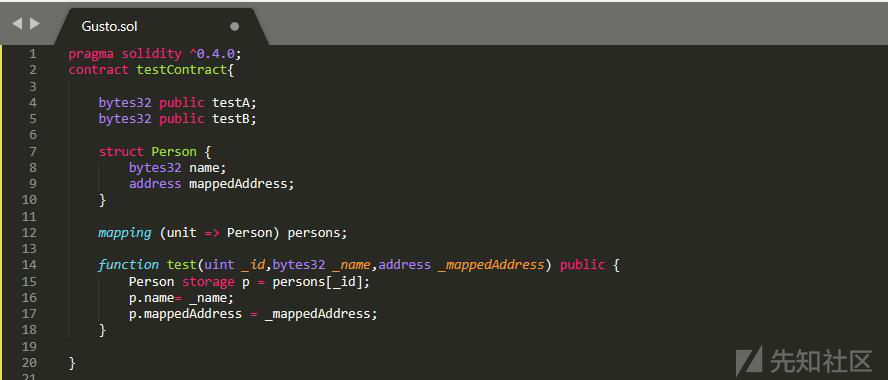 Gusto.sol
1 pragma solidity ^0.4.0;
2 contract testContract{
3
4 bytes32 public testA;
5 bytes32 public testB;
6
7 struct Person {
8 bytes32 name;
9 address mappedAddress;
10 }
11
12 mapping (unit => Person) persons;
13
14 function test(uint _id,bytes32 _name,address _mappedAddress) public {
15 Person storage p = persons[_id];
16 p.name= _name;
17 p.mappedAddress = _mappedAddress;
18 }
19
20 }
21
先知社区